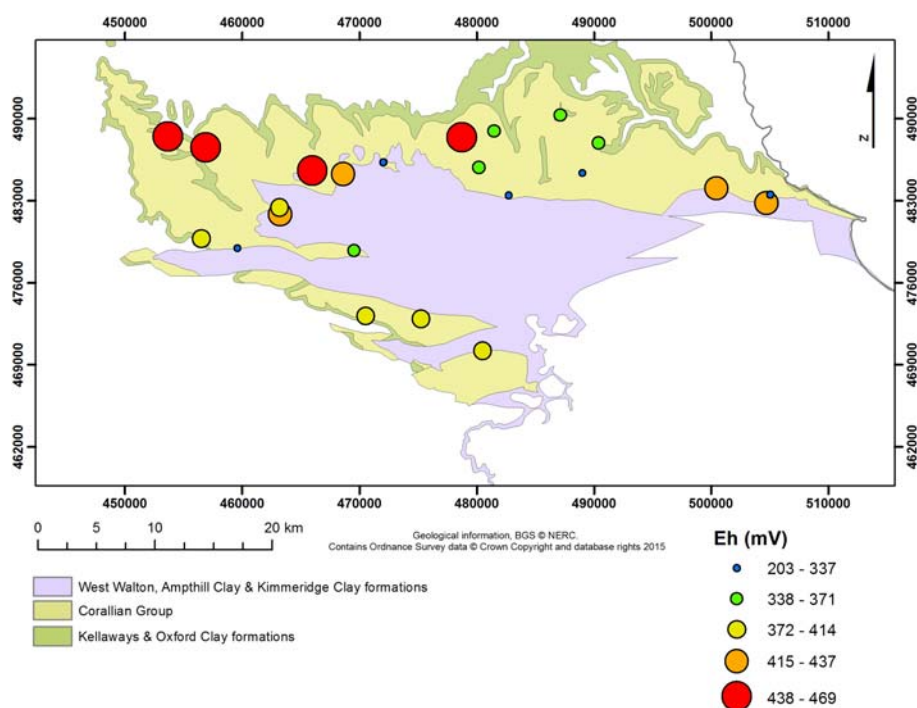 450000 460000 470000 480000 490000 500000 510000
490000 490000
483000 483000
476000 476000
469000 469000
462000 462000
N
450000 460000 470000 480000 490000 500000 510000
0 5 10 20 km
Geological information, BGS © NERC.
Contains Ordnance Survey data © Crown Copyright and database rights 2015
West Walton, Ampthill Clay & Kimmeridge Clay formations
Corallian Group
Kellaways & Oxford Clay formations
Eh (mV)
203 - 337
338 - 371
372 - 414
415 - 437
438 - 469